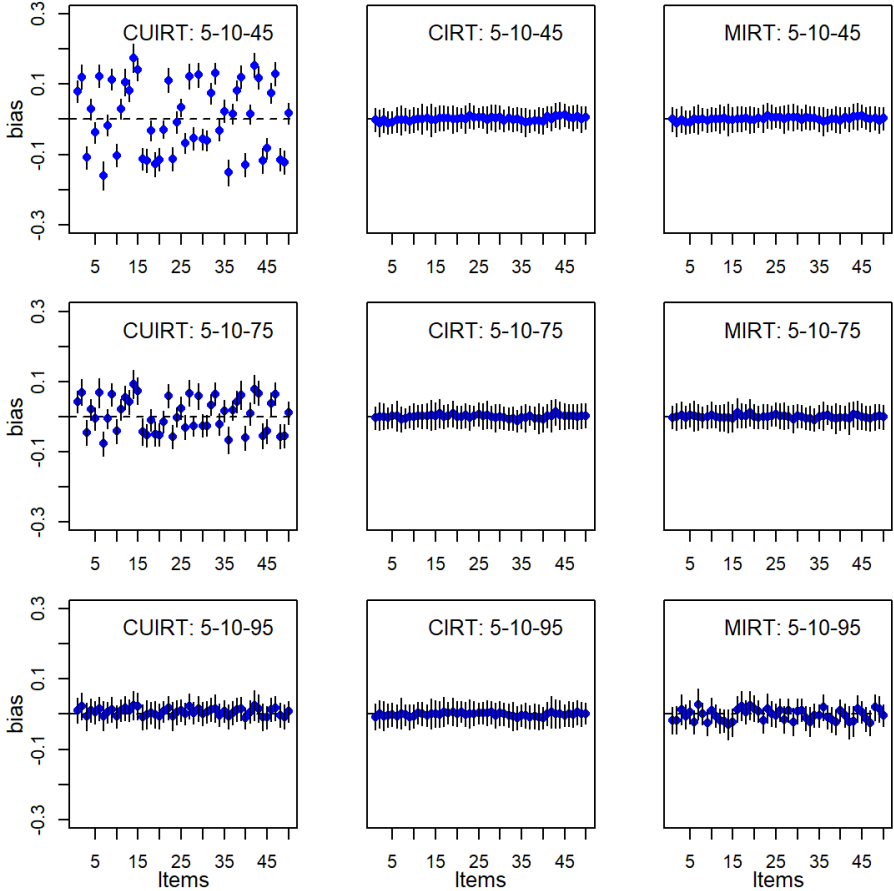 CUIRT: 5-10-45
CIRT: 5-10-45
MIRT: 5-10-45
bias
0.1
0.3
-0.1
-0.3
5 15 25 35 45
5 15 25 35 45
5 15 25 35 45
CUIRT: 5-10-75
CIRT: 5-10-75
MIRT: 5-10-75
bias
0.3
0.1
-0.1
-0.3
5 15 25 35 45
5 15 25 35 45
5 15 25 35 45
CUIRT: 5-10-95
CIRT: 5-10-95
MIRT: 5-10-95
bias
0.3
0.1
-0.1
-0.3
5 15 25 35 45
5 15 25 35 45
5 15 25 35 45
Items
Items
Items